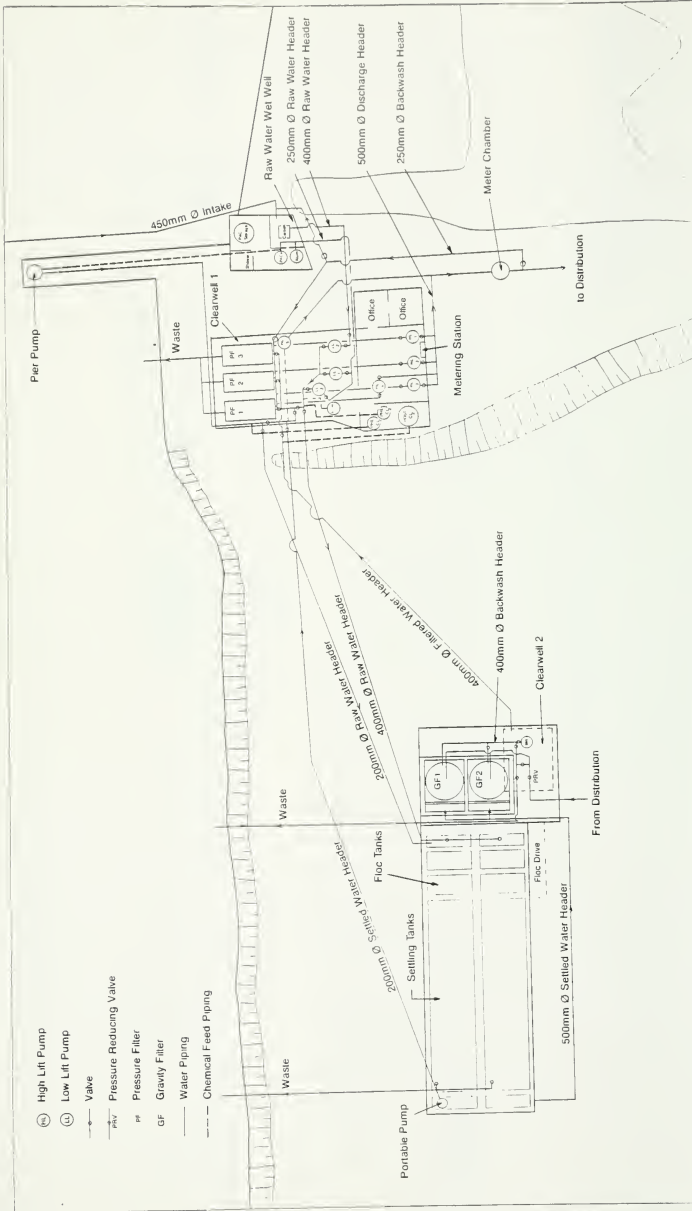 HL High Lift Pump
LL Low Lift Pump
Valve
PRV Pressure Reducing Valve
PF Pressure Filter
GF Gravity Filter
Water Piping
Chemical Feed Piping
Pier Pump
450mm Ø Intake
Raw Water Wet Well
250mm Ø Raw Water Header
400mm Ø Raw Water Header
500mm Ø Discharge Header
250mm Ø Backwash Header
Meter Chamber
to Distribution
Waste
Clearwell 1
PF 1
PF 2
PF 3
Office
Office
Metering Station
200mm Ø Raw Water Header
400mm Ø Raw Water Header
400mm Ø Filtered Water Header
400mm Ø Backwash Header
Clearwell 2
GF1
GF2
PRV
From Distribution
Waste
Floc Tanks
Settling Tanks
Floc Drive
200mm Ø Settled Water Header
500mm Ø Settled Water Header
Waste
Portable Pump